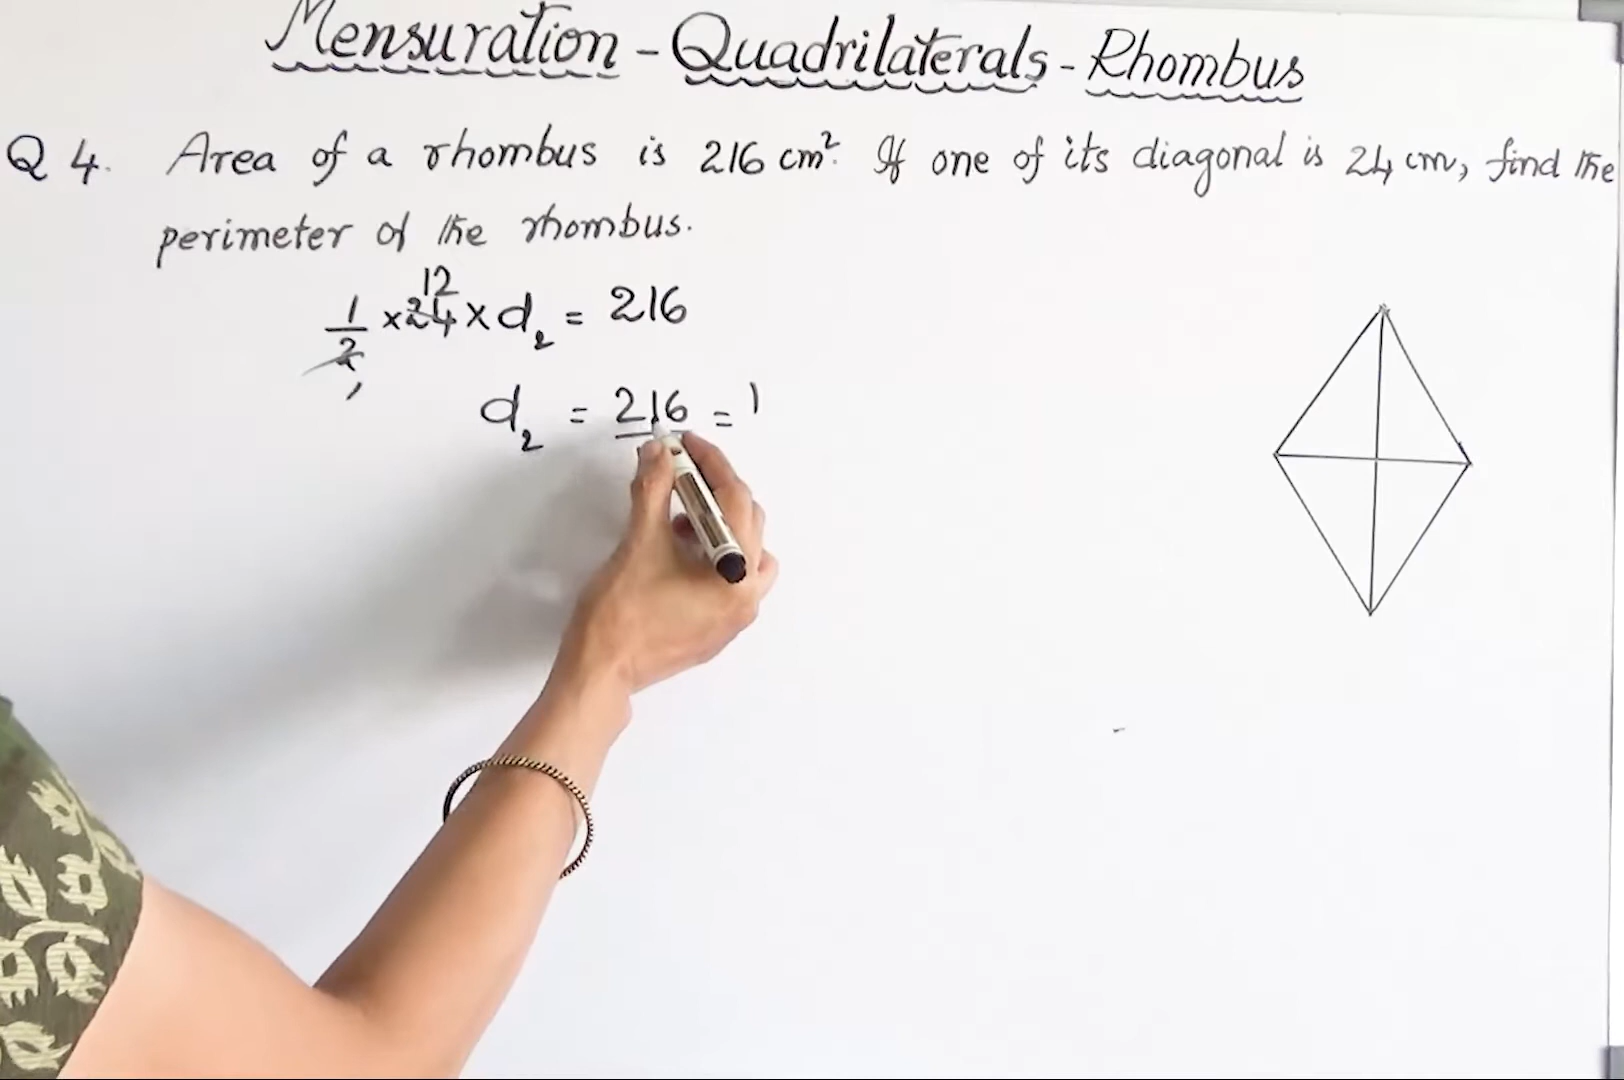 Mensuration - Quadrilaterals - Rhombus
Q 4. Area of a rhombus is 216 cm². If one of its diagonal is 24 cm, find the
perimeter of the rhombus.
12
1/2 × 24 × d₂ = 216
d₂ = 216 = 1